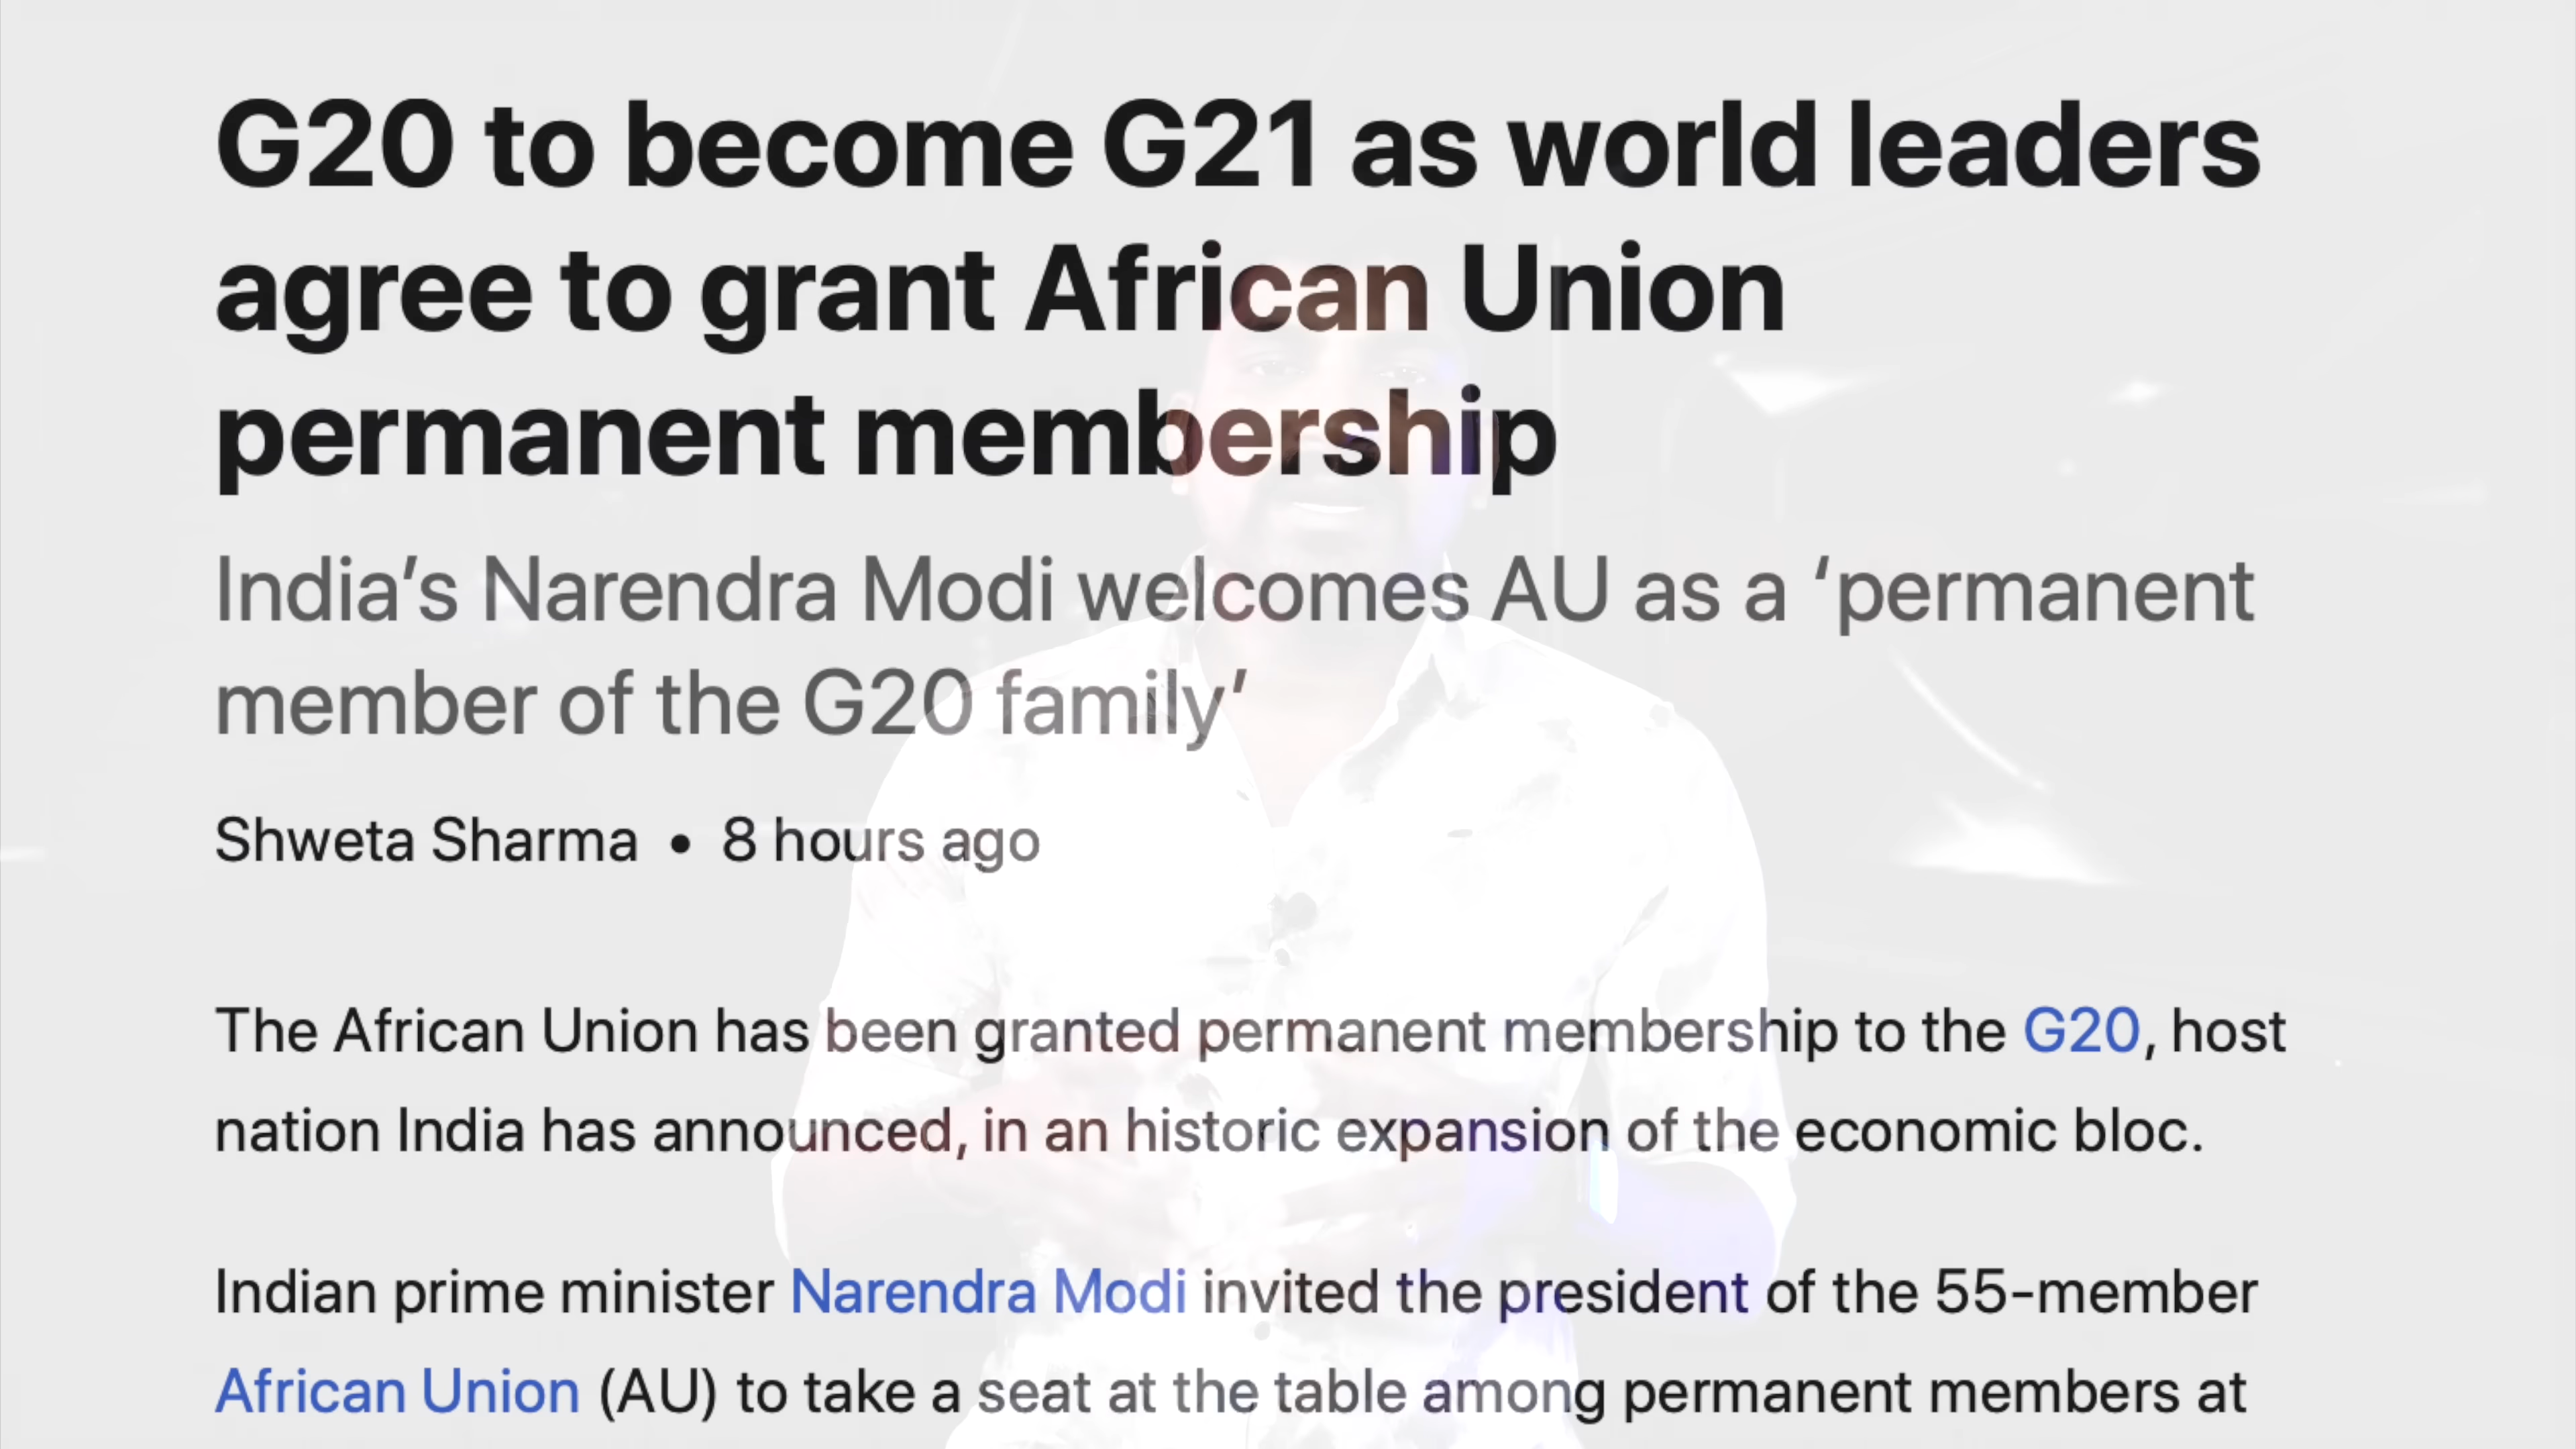 G20 to become G21 as world leaders
agree to grant African Union
permanent membership
India’s Narendra Modi welcomes AU as a ‘permanent
member of the G20 family’
Shweta Sharma • 8 hours ago
The African Union has been granted permanent membership to the G20, host
nation India has announced, in an historic expansion of the economic bloc.
Indian prime minister Narendra Modi invited the president of the 55-member
African Union (AU) to take a seat at the table among permanent members at